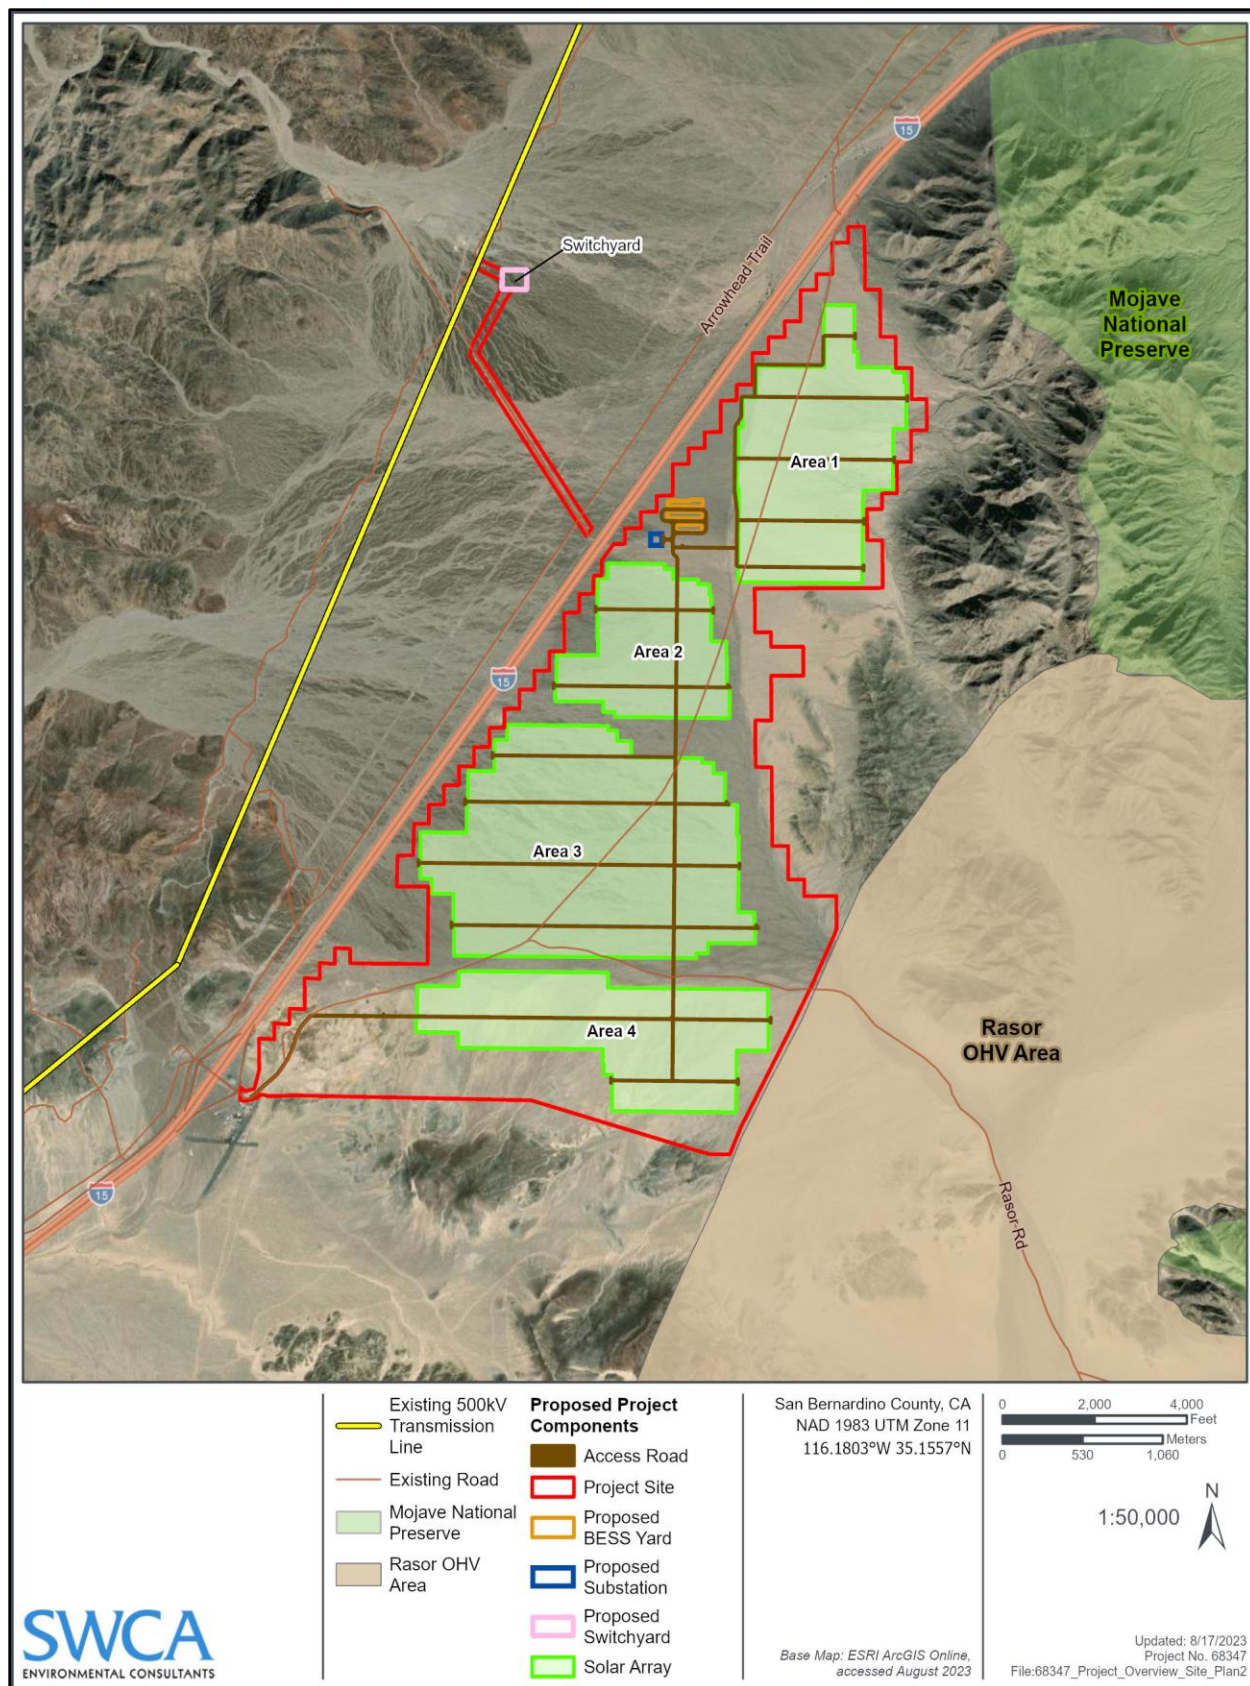 15
Switchyard
Arrowhead Trail
Mojave
National
Preserve
Area 1
Area 2
15
Area 3
Area 4
Rasor
OHV Area
15
Rasor Rd
Existing 500kV
Transmission
Line
Existing Road
Mojave National
Preserve
Rasor OHV
Area
Proposed Project
Components
Access Road
Project Site
Proposed
BESS Yard
Proposed
Substation
Proposed
Switchyard
Solar Array
San Bernardino County, CA
NAD 1983 UTM Zone 11
116.1803°W 35.1557°N
Base Map: ESRI ArcGIS Online,
accessed August 2023
0 2,000 4,000
Feet
Meters
0 530 1,060
N
1:50,000
Updated: 8/17/2023
Project No. 68347
File:68347_Project_Overview_Site_Plan2
SWCA
ENVIRONMENTAL CONSULTANTS